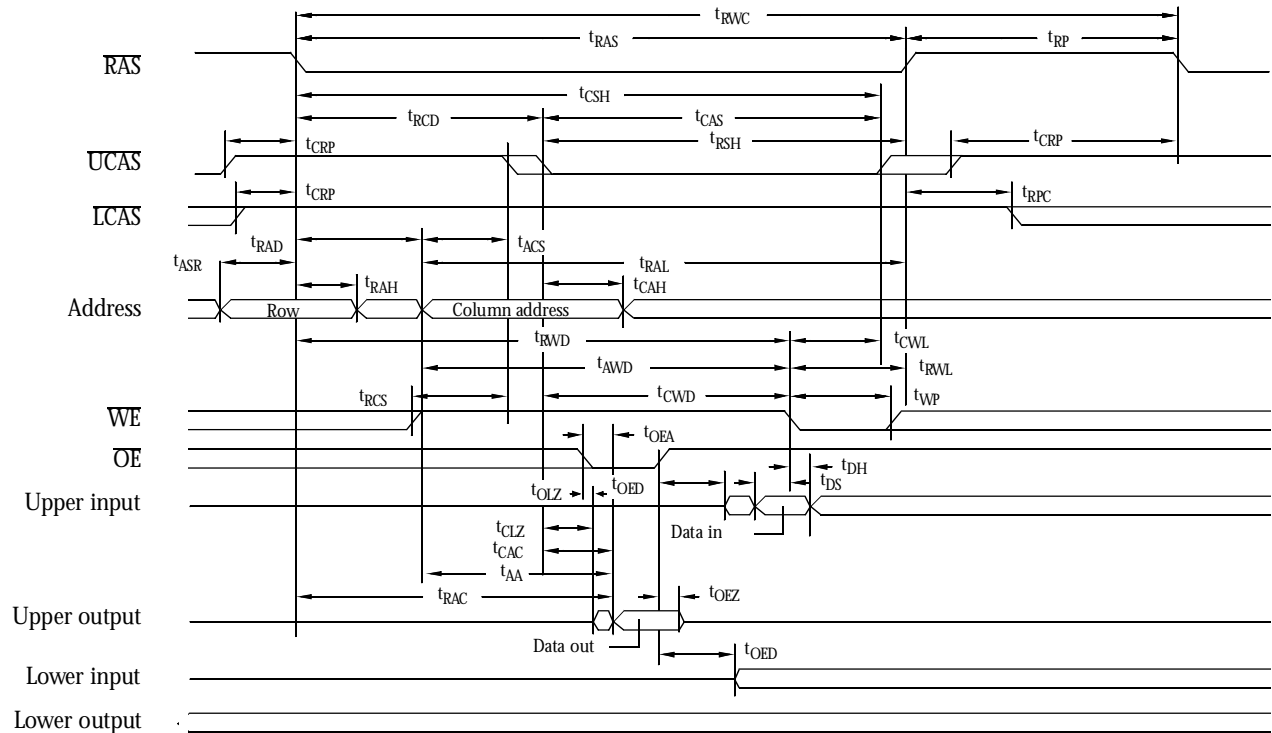 tRWC
tRAS
tRP
RAS
tCSH
tRCD
tCAS
tCRP
tRSH
tCRP
UCAS
tCRP
tRPC
LCAS
tRAD
tACS
tASR
tRAL
tRAH
tCAH
Address
Row
Column address
tRWD
tCWL
tAWD
tRWL
tRCS
tCWD
tWP
WE
tOEA
OE
tDH
tOLZ
tOED
tDS
Upper input
tCLZ
Data in
tCAC
tAA
tRAC
tOEZ
Upper output
Data out
tOED
Lower input
Lower output